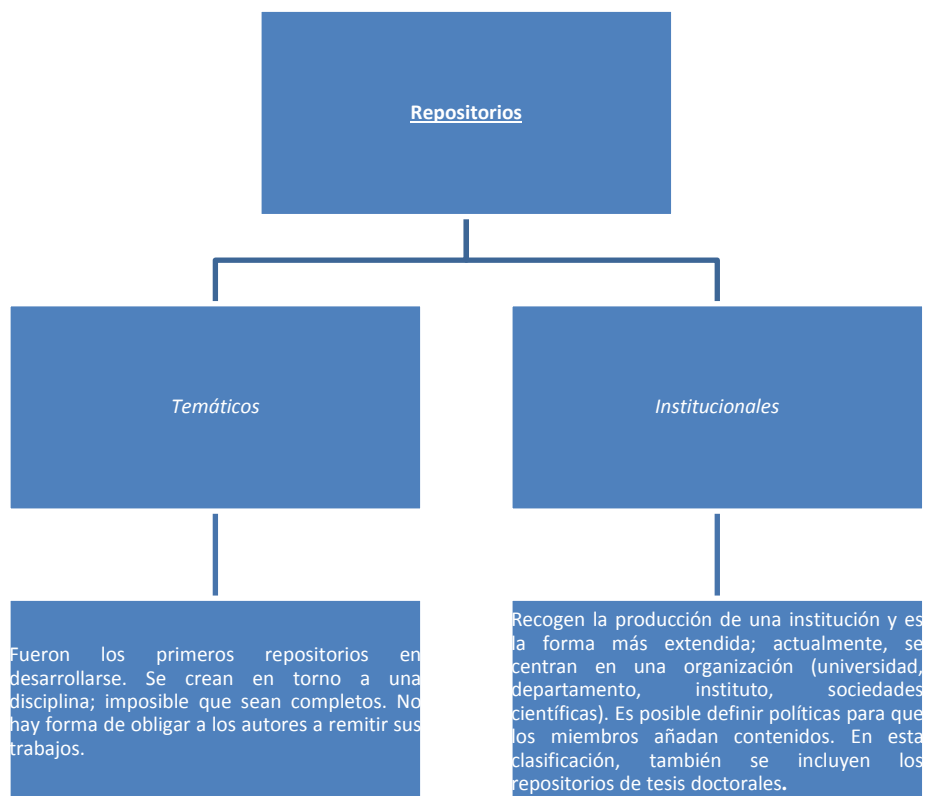 Repositorios
Temáticos
Institucionales
Fueron los primeros repositorios en
desarrollarse. Se crean en torno a una
disciplina; imposible que sean completos. No
hay forma de obligar a los autores a remitir sus
trabajos.
Recogen la producción de una institución y es
la forma más extendida; actualmente, se
centran en una organización (universidad,
departamento, instituto, sociedades
científicas). Es posible definir políticas para que
los miembros añadan contenidos. En esta
clasificación, también se incluyen los
repositorios de tesis doctorales.